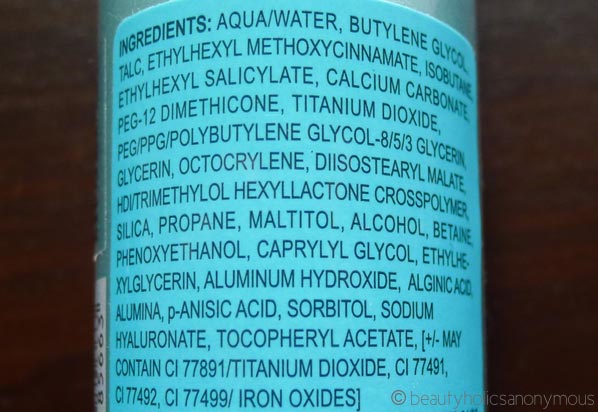 INGREDIENTS: AQUA/WATER, BUTYLENE GLYCOL,
TALC, ETHYLHEXYL METHOXYCINNAMATE, ISOBUTANE,
ETHYLHEXYL SALICYLATE, CALCIUM CARBONATE,
PEG-12 DIMETHICONE, TITANIUM DIOXIDE,
PEG/PPG/POLYBUTYLENE GLYCOL-8/5/3 GLYCERIN,
GLYCERIN, OCTOCRYLENE, DIISOSTEARYL MALATE,
HDI/TRIMETHYLOL HEXYLLACTONE CROSSPOLYMER,
SILICA, PROPANE, MALTITOL, ALCOHOL, BETAINE,
PHENOXYETHANOL, CAPRYLYL GLYCOL, ETHYLHE-
XYLGLYCERIN, ALUMINUM HYDROXIDE, ALGINIC ACID,
ALUMINA, p-ANISIC ACID, SORBITOL, SODIUM
HYALURONATE, TOCOPHERYL ACETATE, [+/- MAY
CONTAIN CI 77891/TITANIUM DIOXIDE, CI 77491,
CI 77492, CI 77499/ IRON OXIDES]
© beautyholicsanonymous